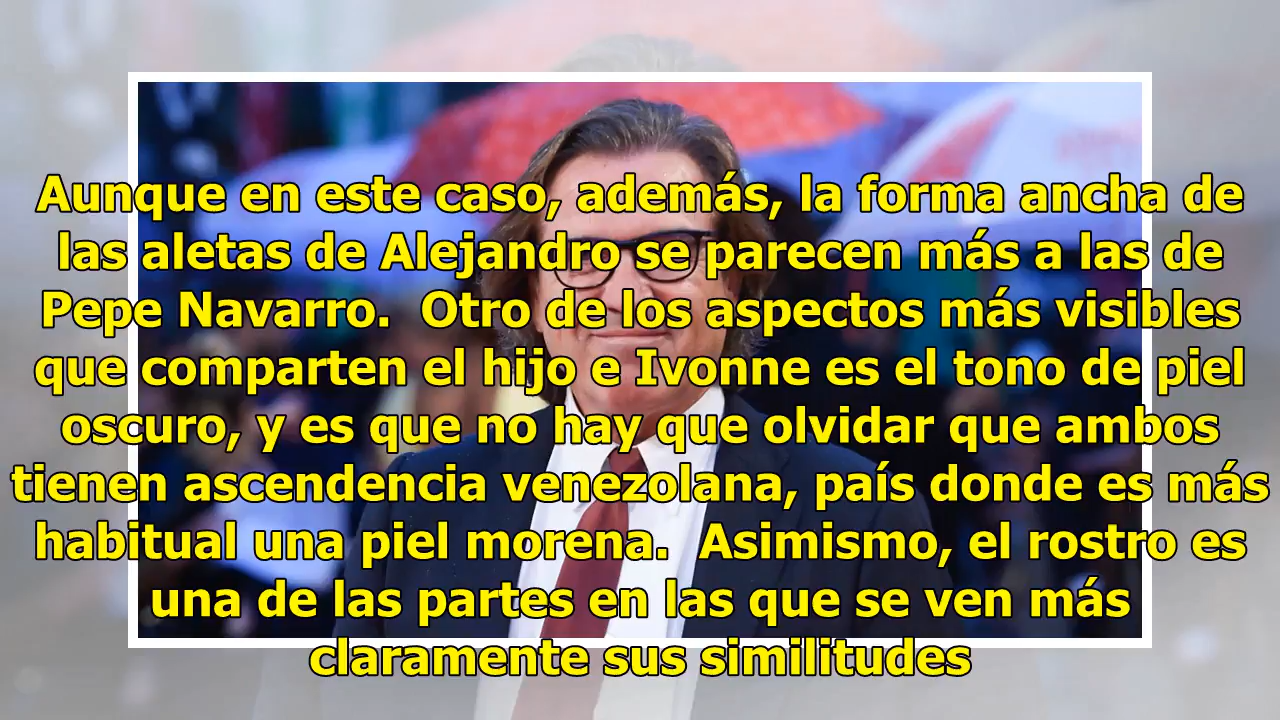 Aunque en este caso, además, la forma ancha de
las aletas de Alejandro se parecen más a las de
Pepe Navarro.  Otro de los aspectos más visibles
que comparten el hijo e Ivonne es el tono de piel
oscuro, y es que no hay que olvidar que ambos
tienen ascendencia venezolana, país donde es más
habitual una piel morena.  Asimismo, el rostro es
una de las partes en las que se ven más
claramente sus similitudes